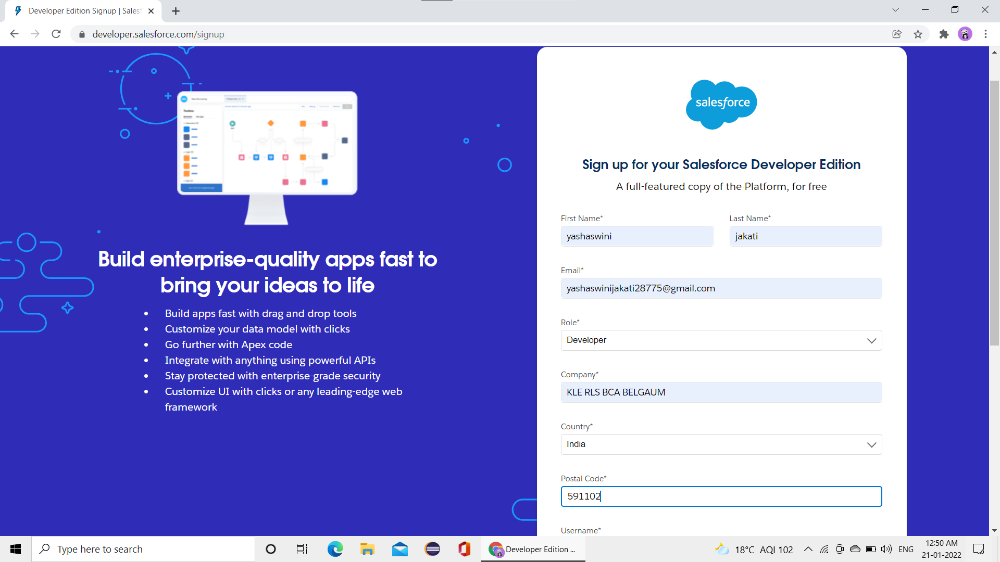 Developer Edition Signup | Salesf
developer.salesforce.com/signup
salesforce
Sign up for your Salesforce Developer Edition
A full-featured copy of the Platform, for free
First Name*
Last Name*
yashaswini
jakati
Email*
yashaswinijakati28775@gmail.com
Role*
Developer
Company*
KLE RLS BCA BELGAUM
Country*
India
Postal Code*
591102
Username*
Build enterprise-quality apps fast to
bring your ideas to life
• Build apps fast with drag and drop tools
• Customize your data model with clicks
• Go further with Apex code
• Integrate with anything using powerful APIs
• Stay protected with enterprise-grade security
• Customize UI with clicks or any leading-edge web
framework
Type here to search
Developer Edition ...
18°C AQI 102
ENG
12:50 AM
21-01-2022